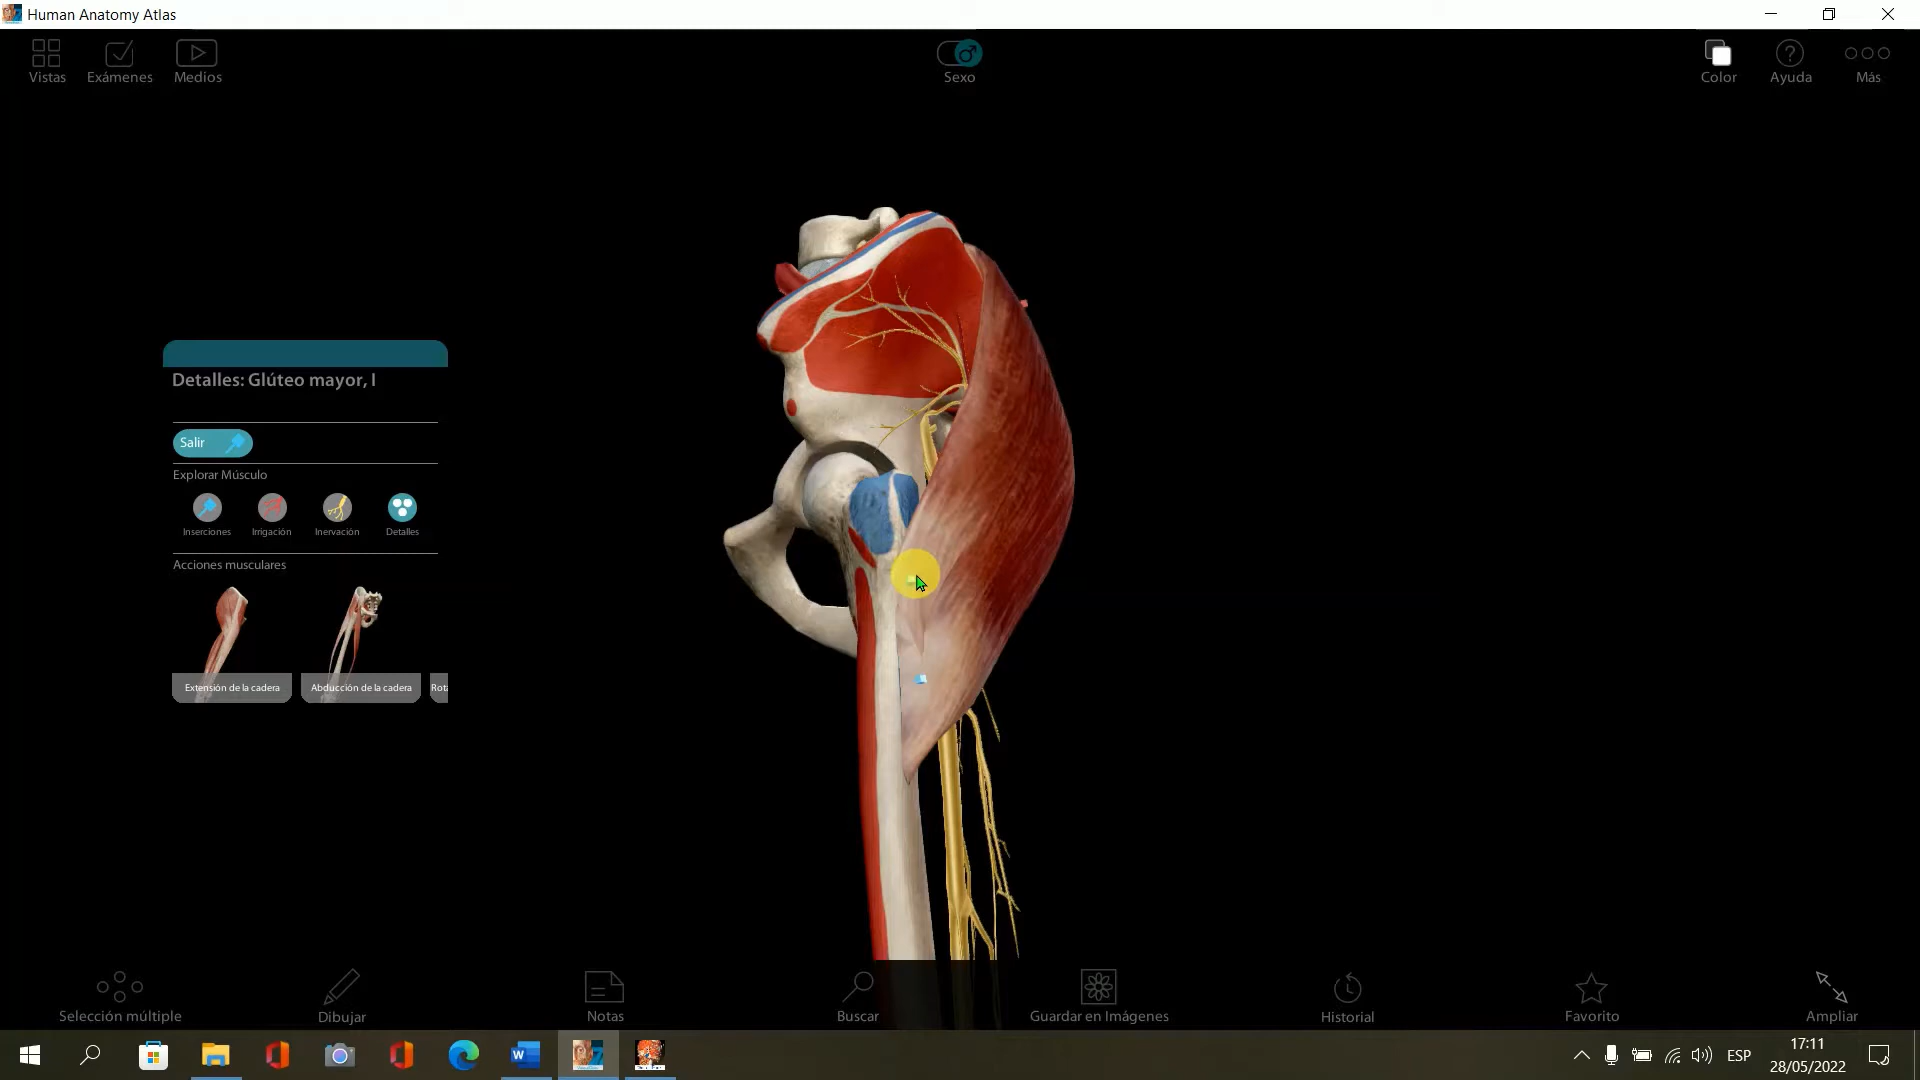 Human Anatomy Atlas
Vistas
Exámenes
Medios
Sexo
Color
Ayuda
Más
Detalles: Glúteo mayor, I
Salir
Explorar Músculo
Inserciones
Irrigación
Inervación
Detalles
Acciones musculares
Extensión de la cadera
Abducción de la cadera
Rota
Selección múltiple
Dibujar
Notas
Buscar
Guardar en Imágenes
Historial
Favorito
Ampliar
ESP
17:11
28/05/2022